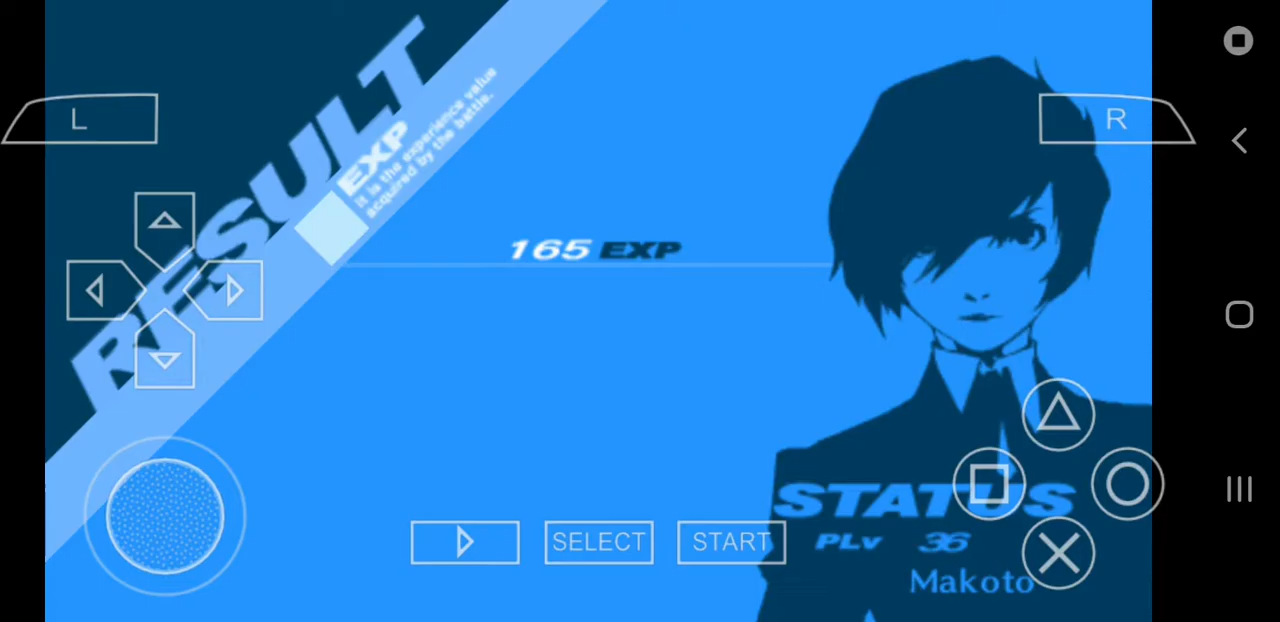 RESULT
EXP
it is the experience value
acquired by the battle.
L
R
165 EXP
STATUS
SELECT
START
PLv 36
Makoto